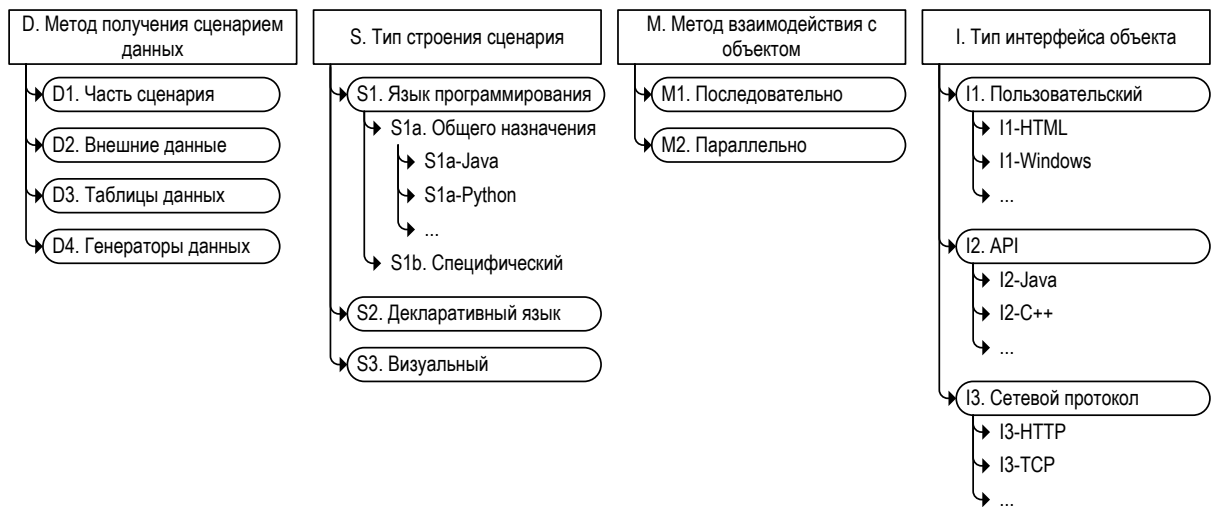 D. Метод получения сценарием
данных
D1. Часть сценария
D2. Внешние данные
D3. Таблицы данных
D4. Генераторы данных
S. Тип строения сценария
S1. Язык программирования
S1a. Общего назначения
S1a-Java
S1a-Python
...
S1b. Специфический
S2. Декларативный язык
S3. Визуальный
M. Метод взаимодействия с
объектом
M1. Последовательно
M2. Параллельно
I. Тип интерфейса объекта
I1. Пользовательский
I1-HTML
I1-Windows
...
I2. API
I2-Java
I2-C++
...
I3. Сетевой протокол
I3-HTTP
I3-TCP
...